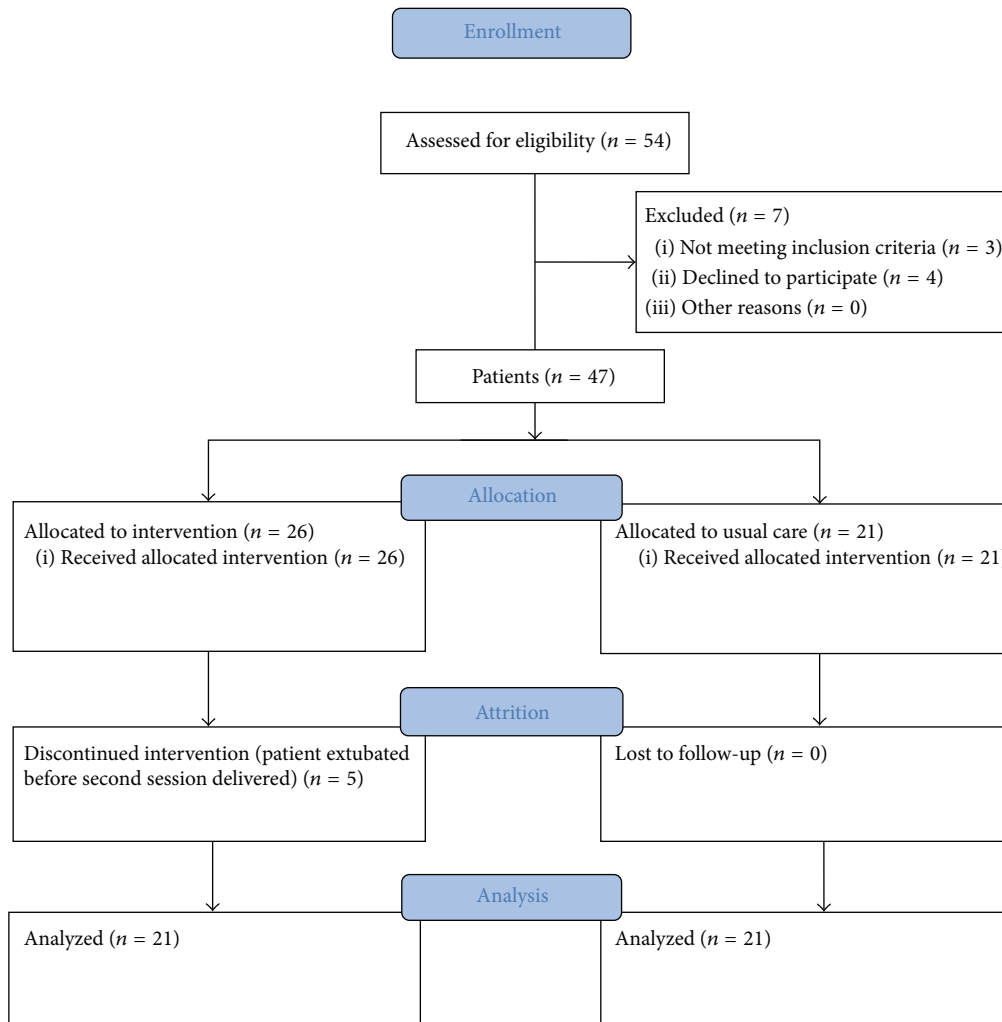 Enrollment
Assessed for eligibility (n = 54)
Excluded (n = 7)
(i) Not meeting inclusion criteria (n = 3)
(ii) Declined to participate (n = 4)
(iii) Other reasons (n = 0)
Patients (n = 47)
Allocation
Allocated to intervention (n = 26)
(i) Received allocated intervention (n = 26)
Allocated to usual care (n = 21)
(i) Received allocated intervention (n = 21)
Attrition
Discontinued intervention (patient extubated
before second session delivered) (n = 5)
Lost to follow-up (n = 0)
Analysis
Analyzed (n = 21)
Analyzed (n = 21)